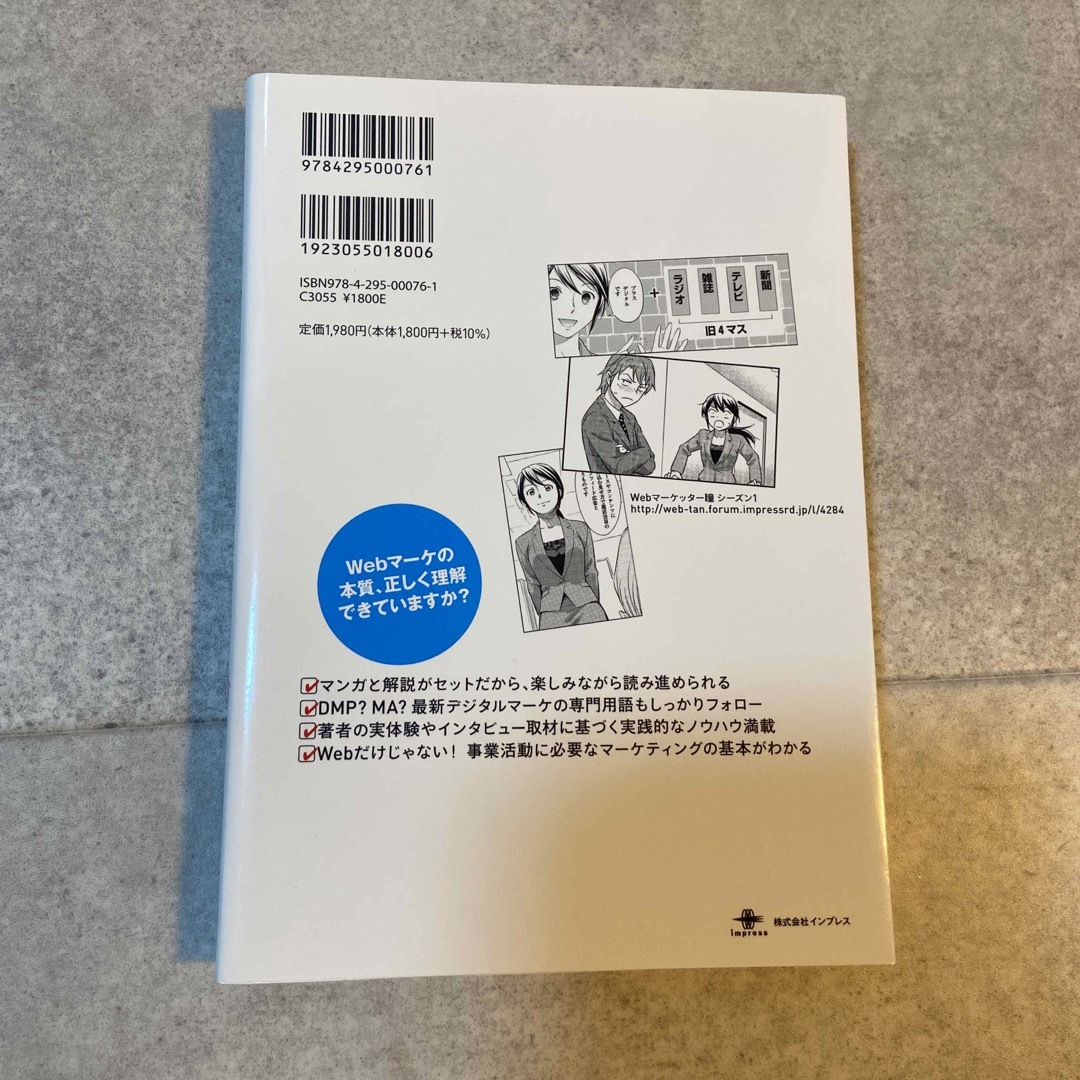 9784295000761
1923055018006
ISBN978-4-295-00076-1
C3055 ¥1800E
定価1,980円(本体1,800円+税10%)
プラス
デジタル
です
+
新聞
テレビ
雑誌
ラジオ
旧4マス
Webマーケッター瞳 シーズン1
http://web-tan.forum.impressrd.jp/l/4284
Webマーケの
本質、正しく理解
できていますか?
マンガと解説がセットだから、楽しみながら読み進められる
DMP? MA? 最新デジタルマーケの専門用語もしっかりフォロー
著者の実体験やインタビュー取材に基づく実践的なノウハウ満載
Webだけじゃない! 事業活動に必要なマーケティングの基本がわかる
impress
株式会社インプレス